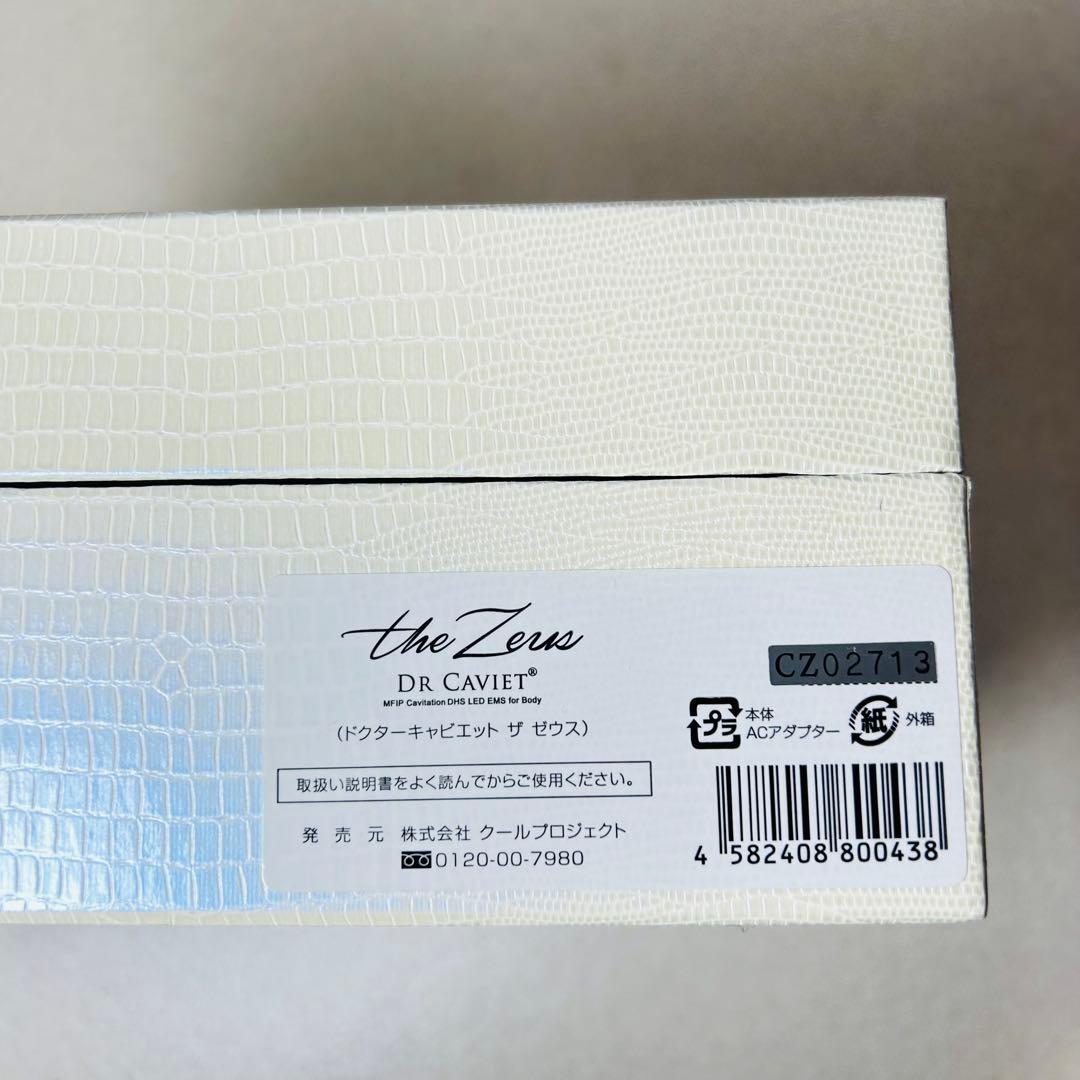 the Zeus
DR CAVIET®
MFIP Cavitation DHS LED EMS for Body
(ドクターキャビエット ザ ゼウス)
取扱い説明書をよく読んでからご使用ください。
発 売 元 株式会社 クールプロジェクト
0120-00-7980
CZ02713
プラ 本体
ACアダプター
紙 外箱
4 582408 800438